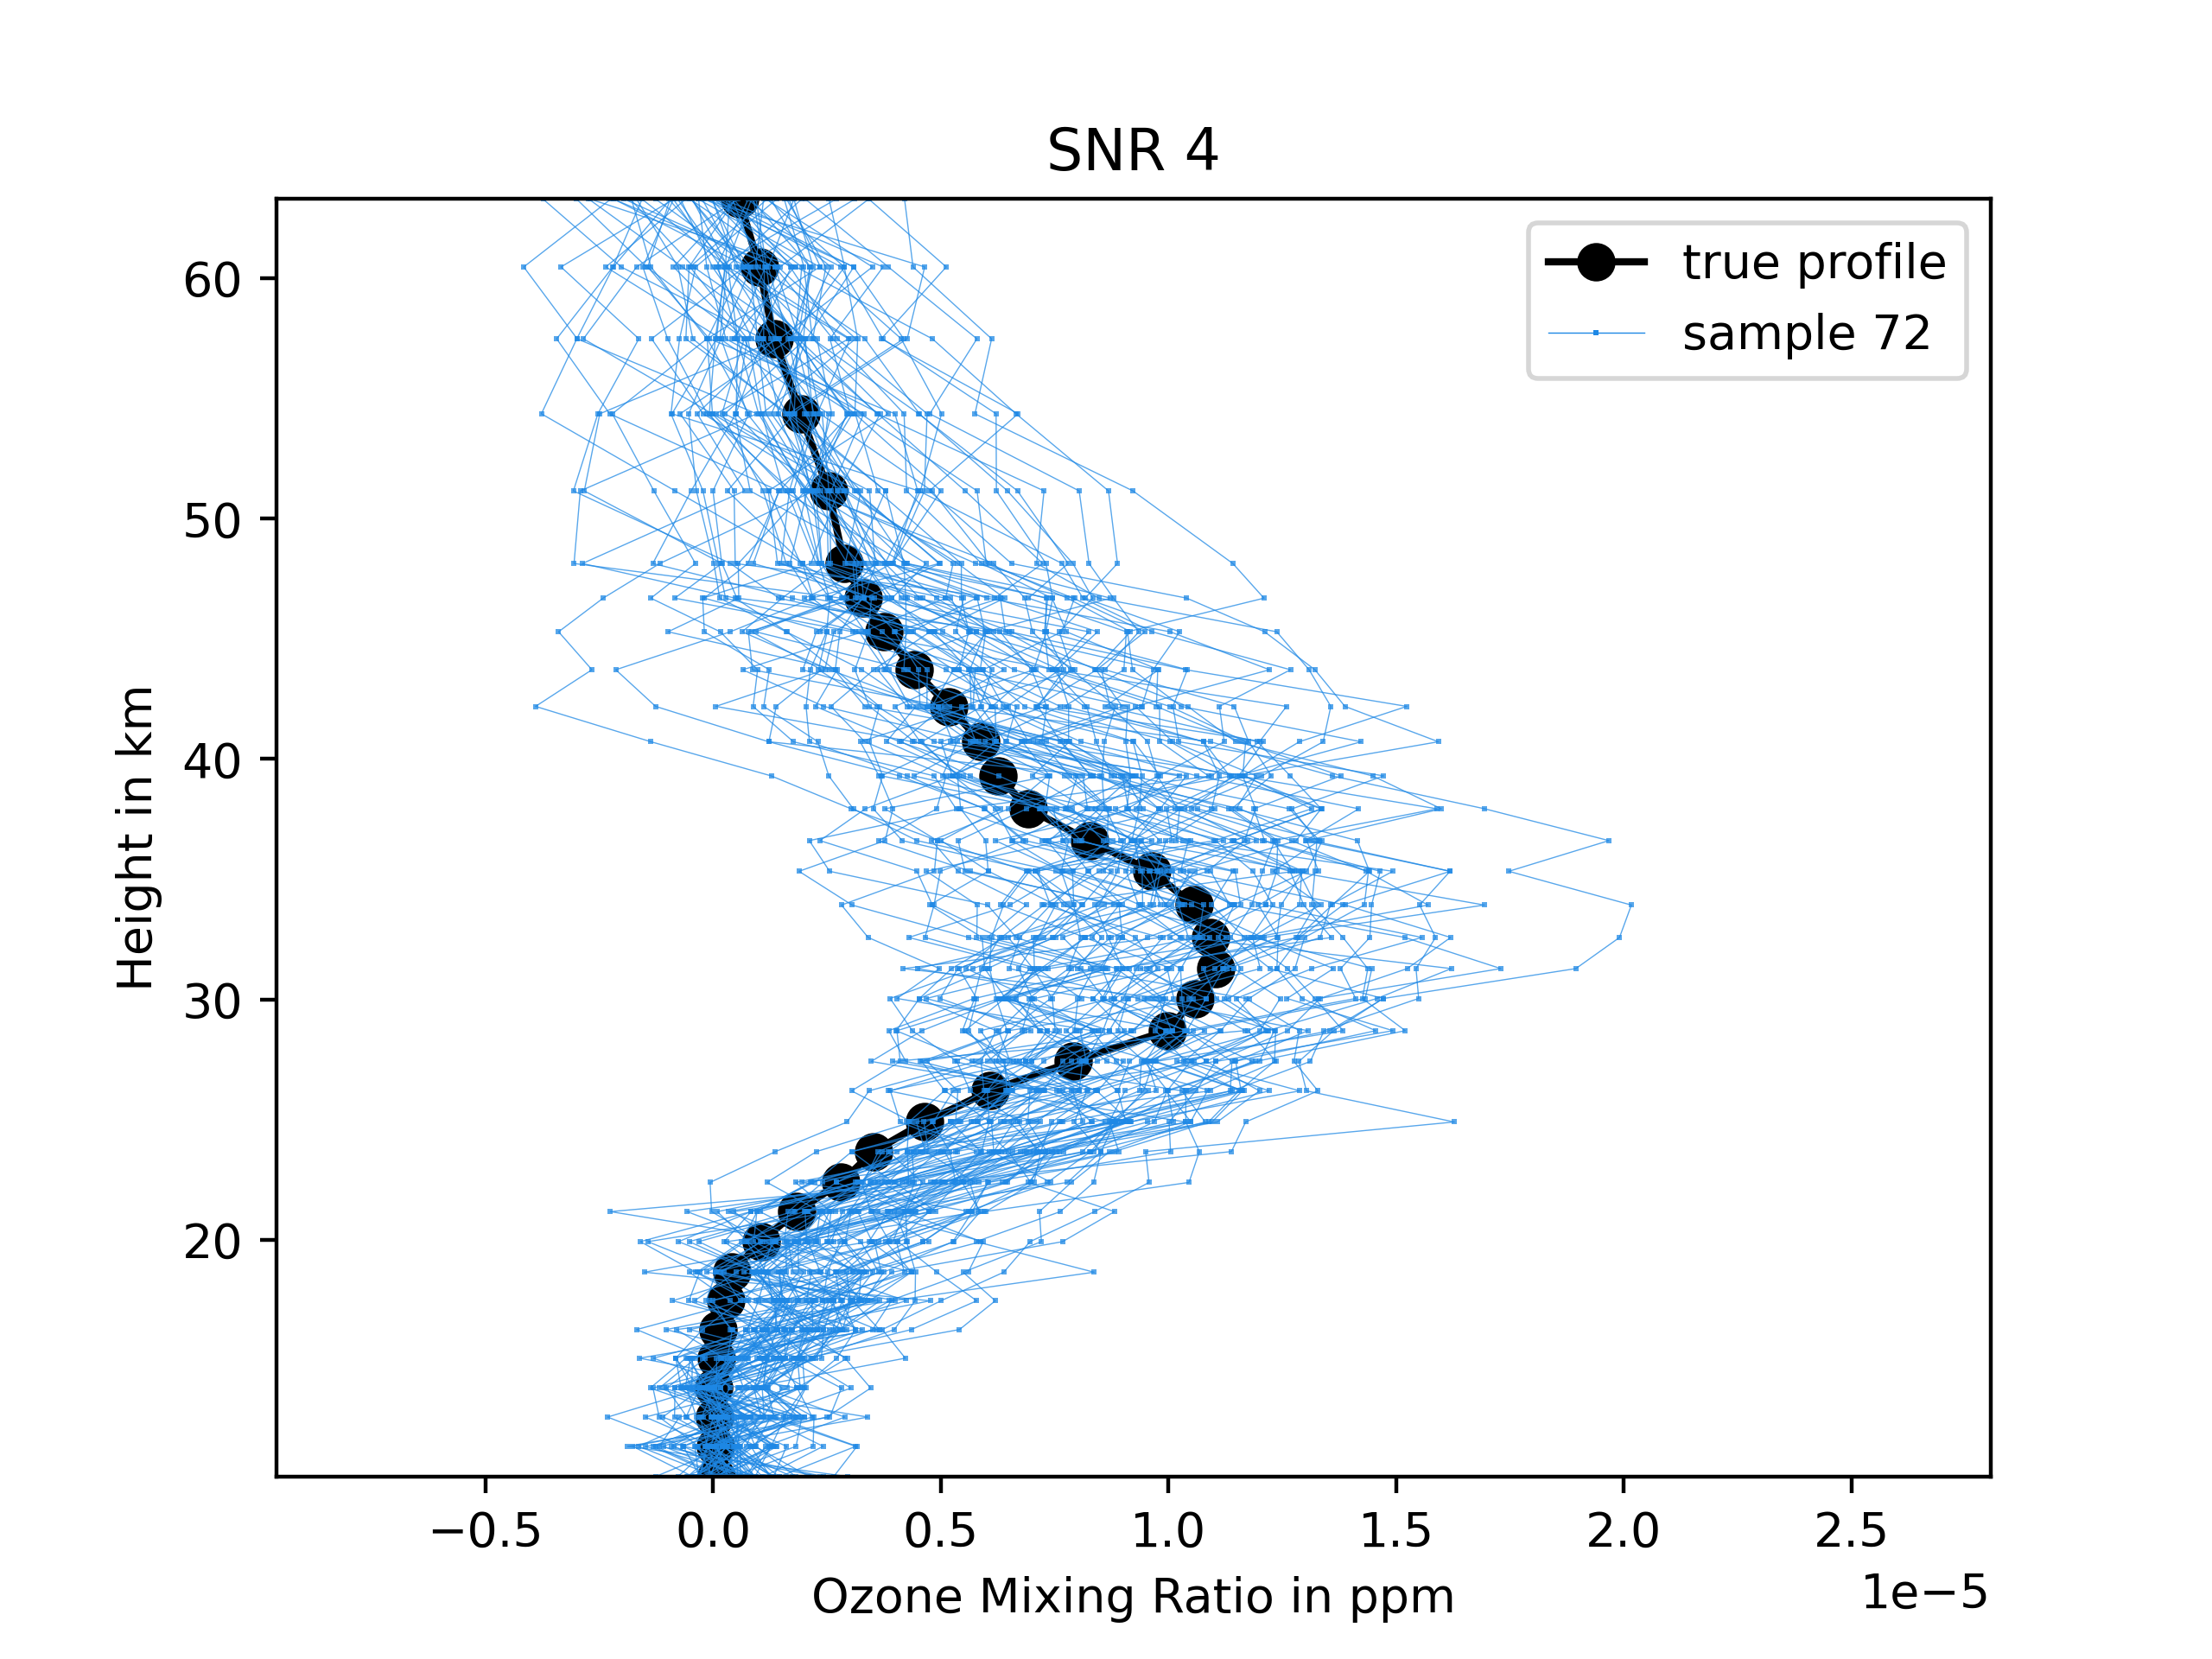 SNR 4
true profile
sample 72
60
50
40
30
20
Height in km
−0.5 0.0 0.5 1.0 1.5 2.0 2.5
1e−5
Ozone Mixing Ratio in ppm